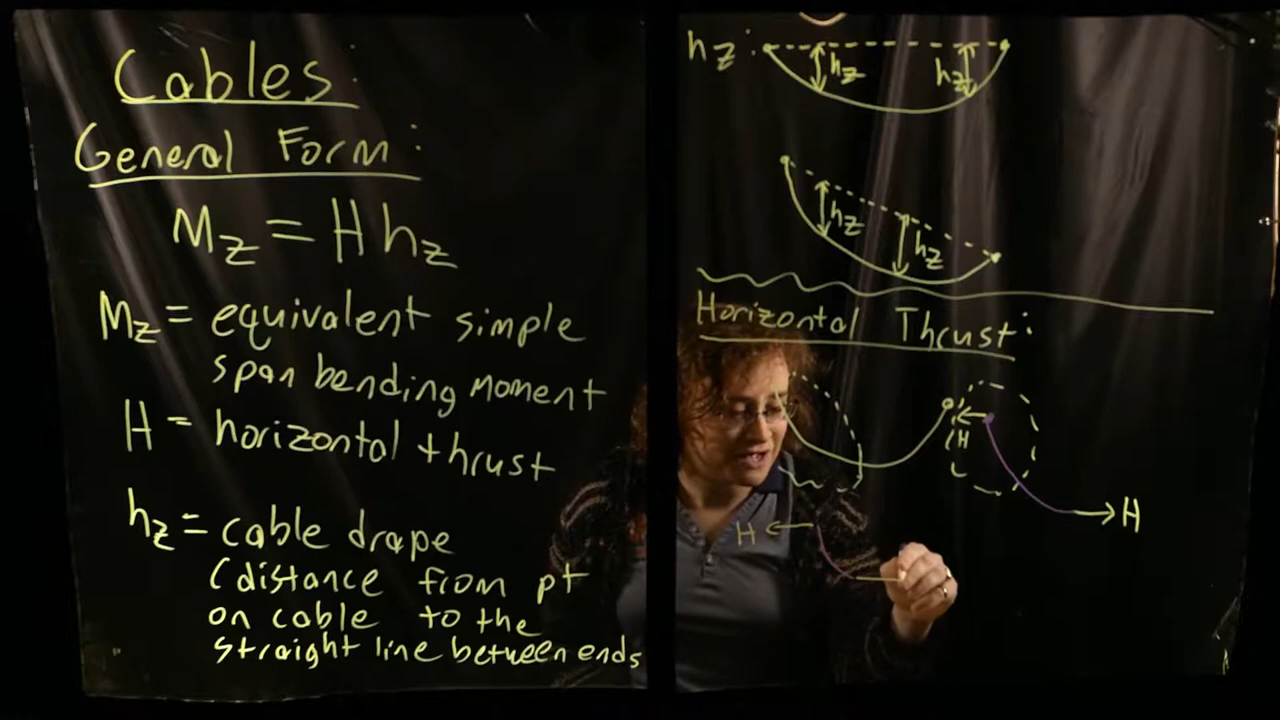 Cables:
General Form:
Mz = Hhz
Mz = equivalent simple
span bending moment
H = horizontal thrust
hz = cable drape
(distance from pt
on cable to the
straight line between ends
hz:
hz
hz
hz
hz
Horizontal Thrust:
H
H
H